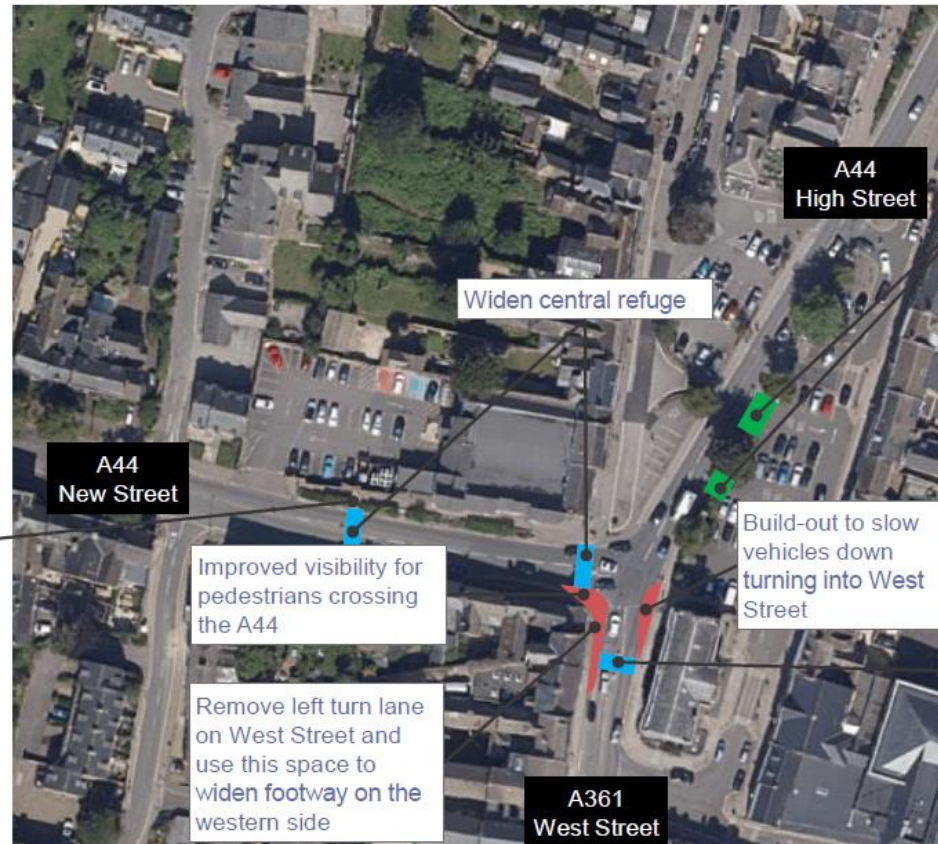 A44
High Street
Widen central refuge
A44
New Street
Build-out to slow
vehicles down
turning into West
Street
Improved visibility for
pedestrians crossing
the A44
Remove left turn lane
on West Street and
use this space to
widen footway on the
western side
A361
West Street